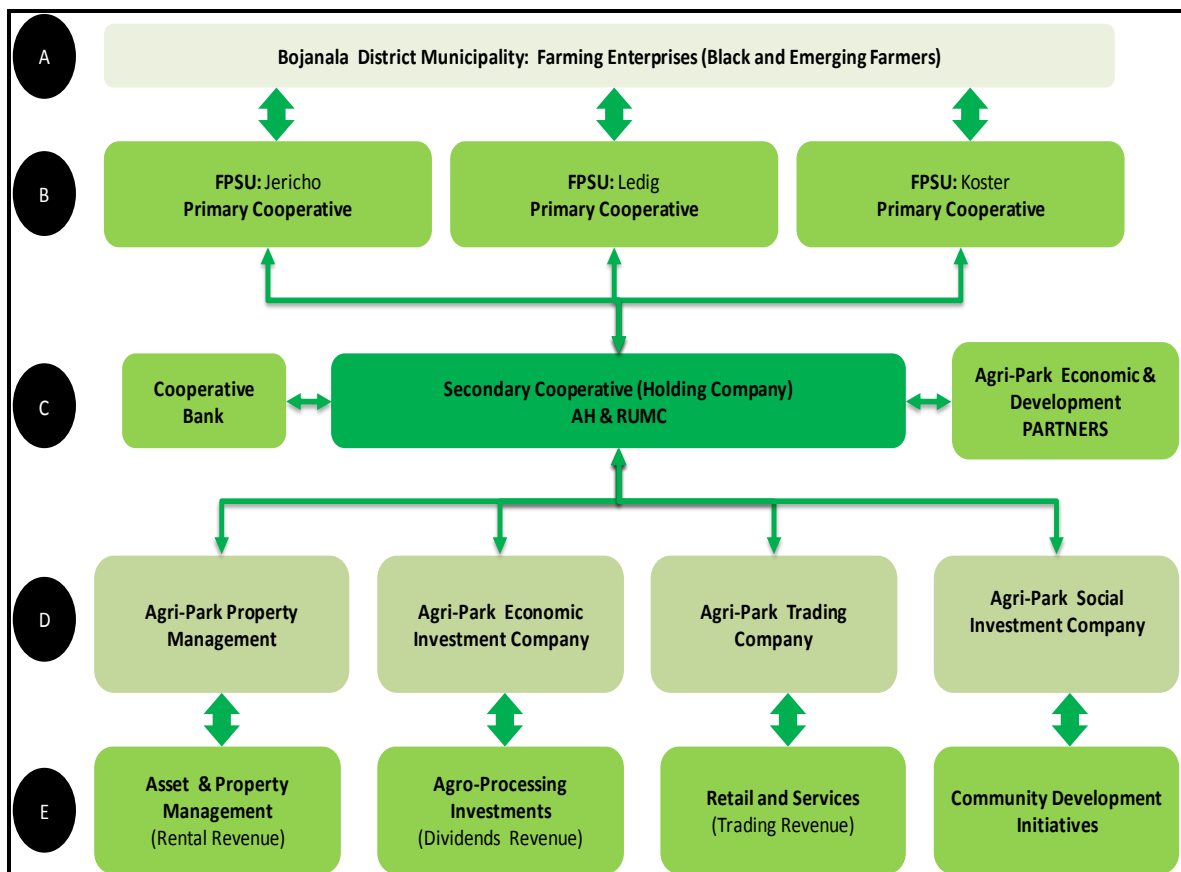 A
Bojanala District Municipality: Farming Enterprises (Black and Emerging Farmers)
B
FPSU: Jericho
Primary Cooperative
FPSU: Ledig
Primary Cooperative
FPSU: Koster
Primary Cooperative
C
Cooperative
Bank
Secondary Cooperative (Holding Company)
AH & RUMC
Agri-Park Economic &
Development
PARTNERS
D
Agri-Park Property
Management
Agri-Park Economic
Investment Company
Agri-Park Trading
Company
Agri-Park Social
Investment Company
E
Asset & Property
Management
(Rental Revenue)
Agro-Processing
Investments
(Dividends Revenue)
Retail and Services
(Trading Revenue)
Community Development
Initiatives